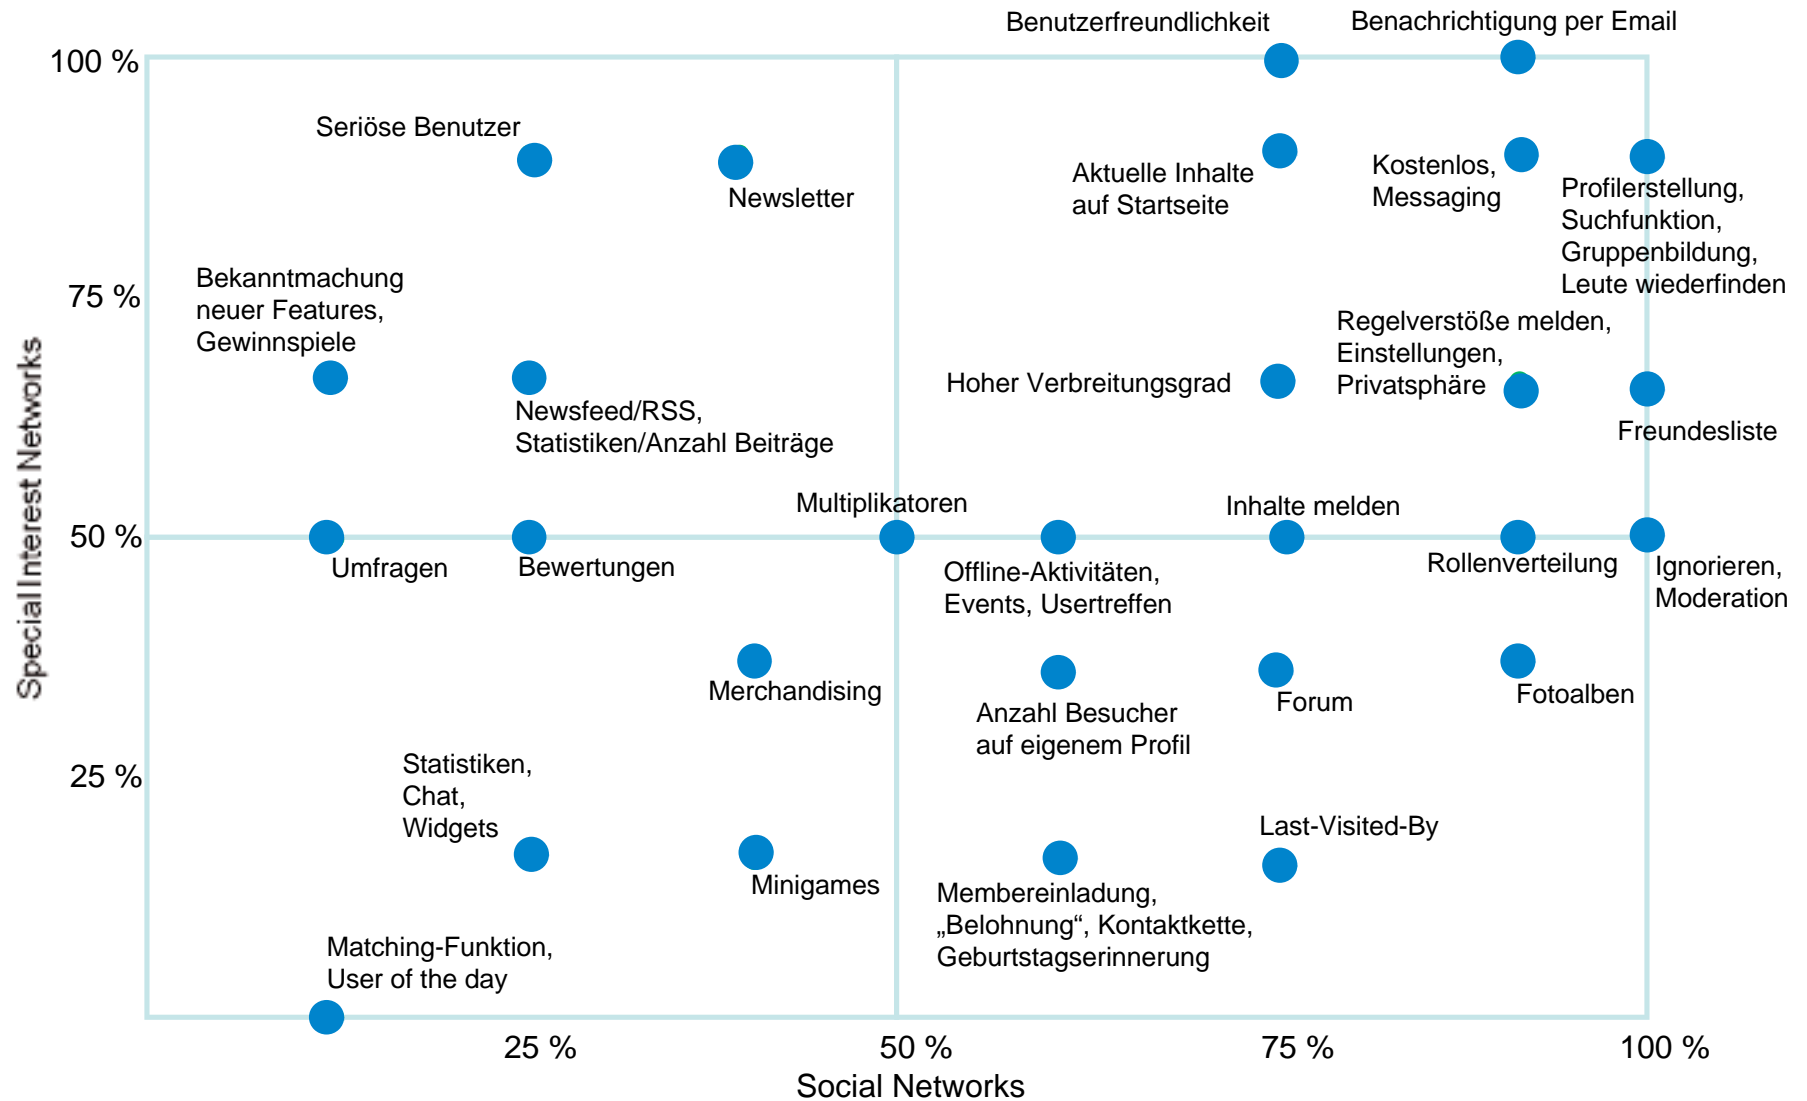 Benutzerfreundlichkeit
Benachrichtigung per Email
100 %
Seriöse Benutzer
Newsletter
Aktuelle Inhalte
auf Startseite
Kostenlos,
Messaging
Profilerstellung,
Suchfunktion,
Gruppenbildung,
Leute wiederfinden
75 %
Bekanntmachung
neuer Features,
Gewinnspiele
Newsfeed/RSS,
Statistiken/Anzahl Beiträge
Hoher Verbreitungsgrad
Regelverstöße melden,
Einstellungen,
Privatsphäre
Freundesliste
Special Interest Networks
50 %
Umfragen
Bewertungen
Multiplikatoren
Offline-Aktivitäten,
Events, Usertreffen
Inhalte melden
Rollenverteilung
Ignorieren,
Moderation
Merchandising
Anzahl Besucher
auf eigenem Profil
Forum
Fotoalben
25 %
Statistiken,
Chat,
Widgets
Minigames
Membereinladung,
„Belohnung“, Kontaktkette,
Geburtstagserinnerung
Last-Visited-By
Matching-Funktion,
User of the day
25 %
50 %
75 %
100 %
Social Networks